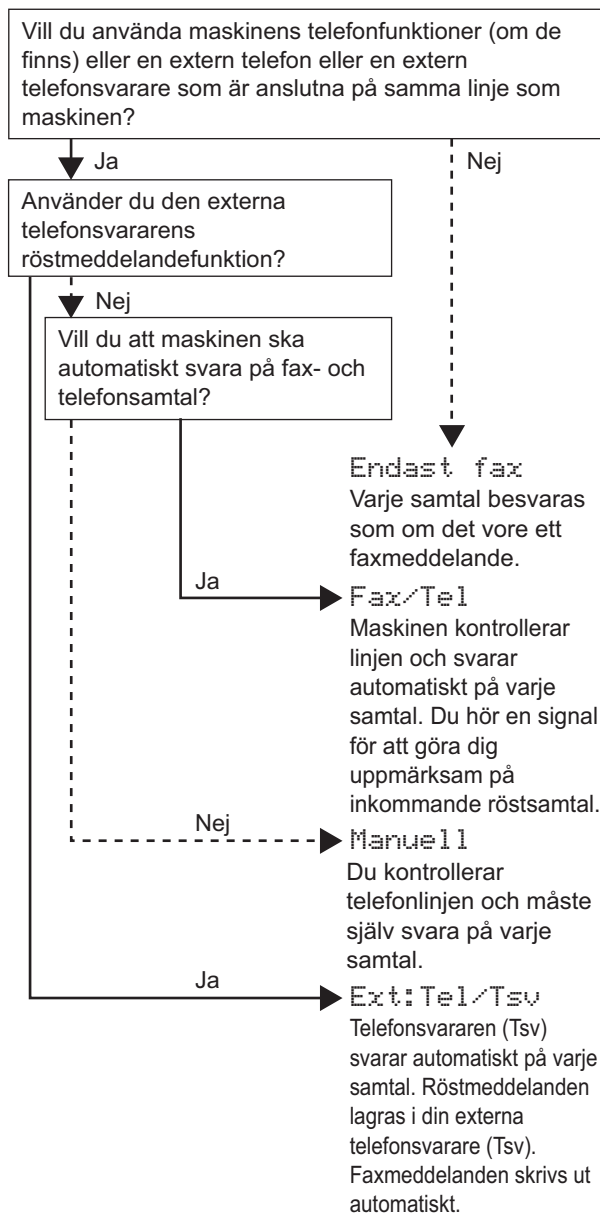 Vill du använda maskinens telefonfunktioner (om de
finns) eller en extern telefon eller en extern
telefonsvarare som är anslutna på samma linje som
maskinen?
Ja
Nej
Använder du den externa
telefonsvararens
röstmeddelandefunktion?
Nej
Vill du att maskinen ska
automatiskt svara på fax- och
telefonsamtal?
Endast fax
Varje samtal besvaras
som om det vore ett
faxmeddelande.
Ja
Fax/Tel
Maskinen kontrollerar
linjen och svarar
automatiskt på varje
samtal. Du hör en signal
för att göra dig
uppmärksam på
inkommande röstsamtal.
Nej
Manuell
Du kontrollerar
telefonlinjen och måste
själv svara på varje
samtal.
Ja
Ext:Tel/Tsv
Telefonsvararen (Tsv)
svarar automatiskt på varje
samtal. Röstmeddelanden
lagras i din externa
telefonsvarare (Tsv).
Faxmeddelanden skrivs ut
automatiskt.